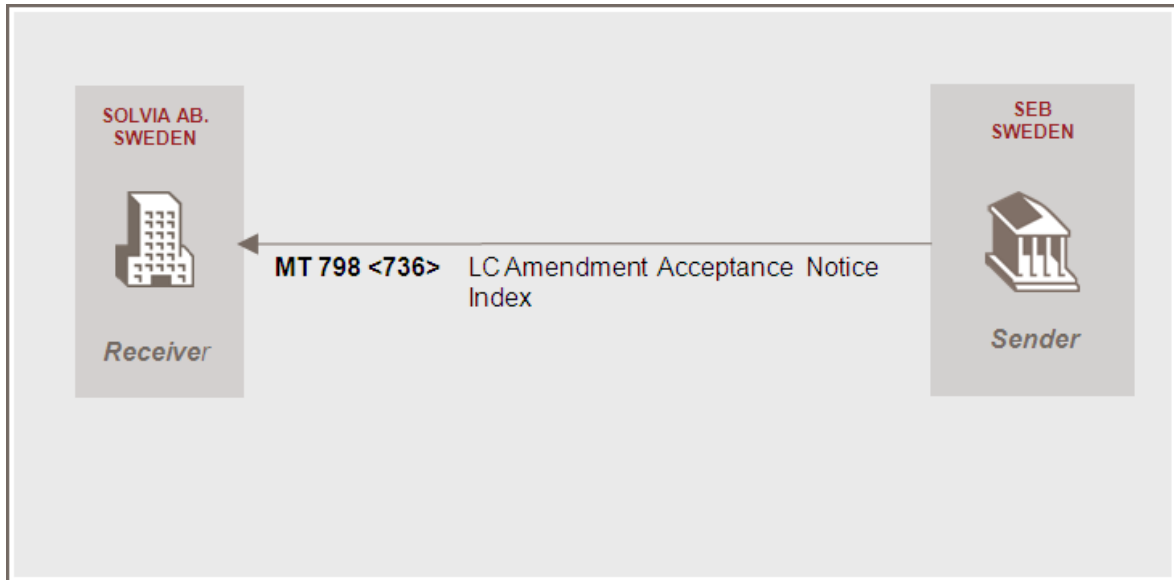 SOLVIA AB.
SWEDEN
SEB
SWEDEN
MT 798 <736> LC Amendment Acceptance Notice
Index
Receiver
Sender